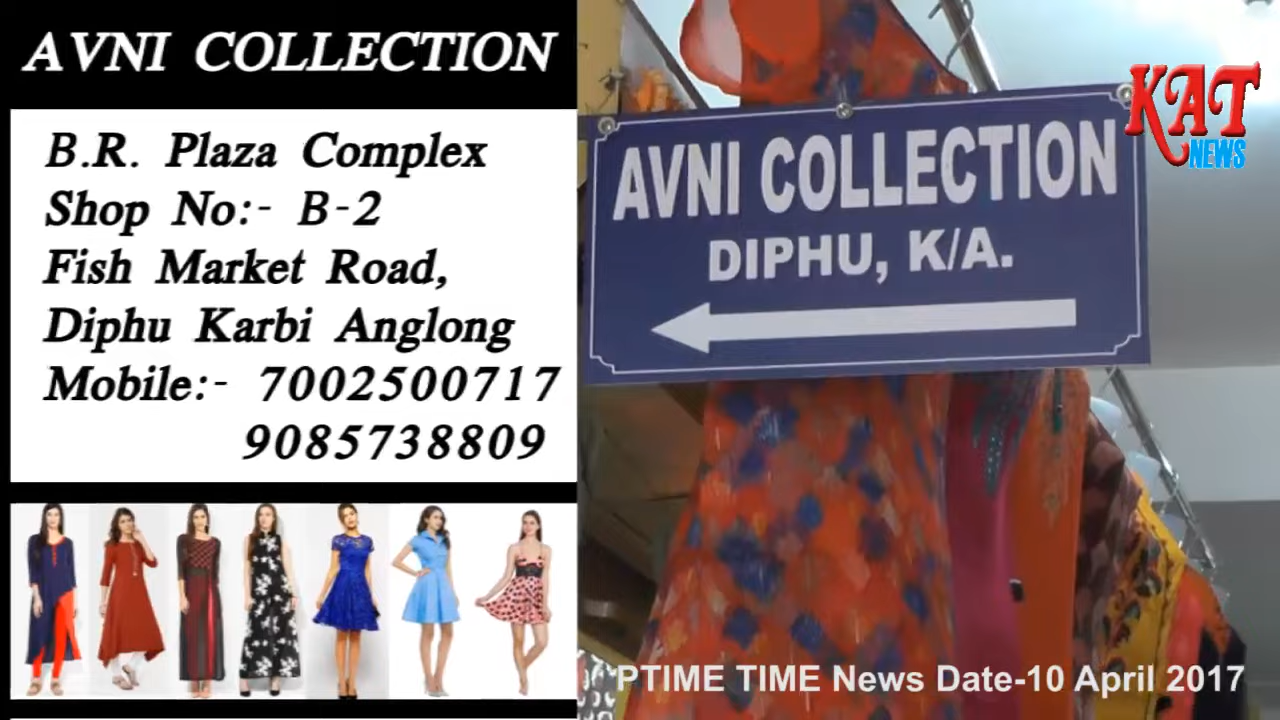 AVNI COLLECTION
B.R. Plaza Complex
Shop No:- B-2
Fish Market Road,
Diphu Karbi Anglong
Mobile:- 7002500717
9085738809
AVNI COLLECTION
DIPHU, K/A.
KAT
NEWS
PTIME TIME News Date-10 April 2017